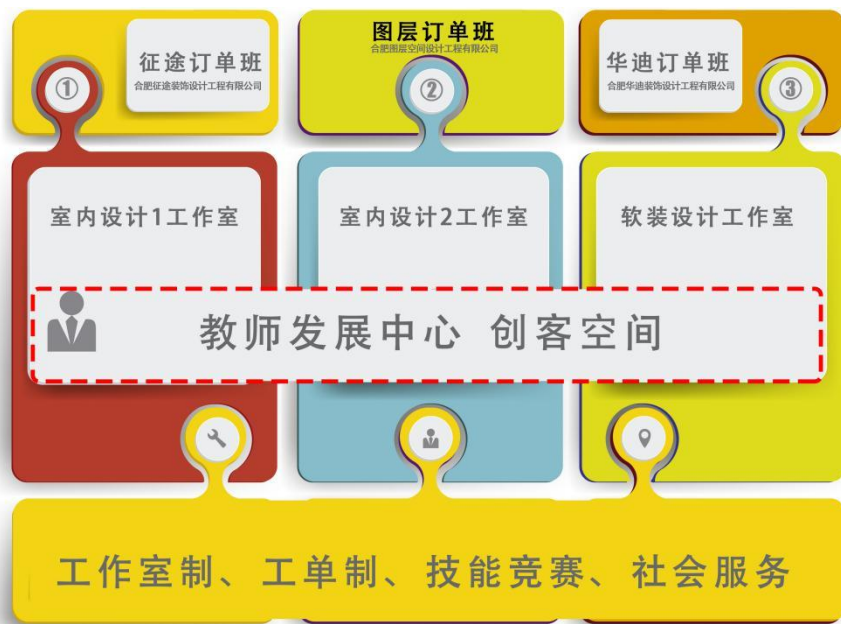 征途订单班
合肥征途装饰设计工程有限公司
①
图层订单班
合肥图层空间设计工程有限公司
②
华迪订单班
合肥华迪装饰设计工程有限公司
③
室内设计1工作室
室内设计2工作室
软装设计工作室
教师发展中心 创客空间
工作室制、工单制、技能竞赛、社会服务